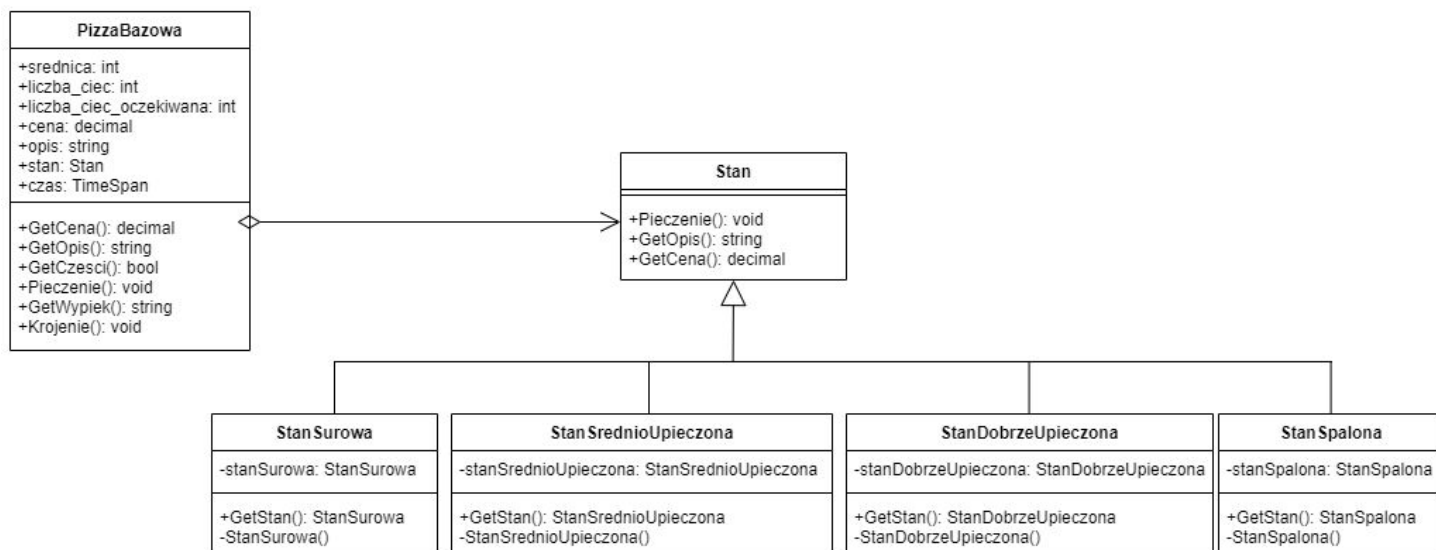 PizzaBazowa
+srednica: int
+liczba_ciec: int
+liczba_ciec_oczekiwana: int
+cena: decimal
+opis: string
+stan: Stan
+czas: TimeSpan
+GetCena(): decimal
+GetOpis(): string
+GetCzesci(): bool
+Pieczenie(): void
+GetWypiek(): string
+Krojenie(): void
Stan
+Pieczenie(): void
+GetOpis(): string
+GetCena(): decimal
StanSurowa
-stanSurowa: StanSurowa
+GetStan(): StanSurowa
-StanSurowa()
StanSrednioUpieczona
-stanSrednioUpieczona: StanSrednioUpieczona
+GetStan(): StanSrednioUpieczona
-StanSrednioUpieczona()
StanDobrzeUpieczona
-stanDobrzeUpieczona: StanDobrzeUpieczona
+GetStan(): StanDobrzeUpieczona
-StanDobrzeUpieczona()
StanSpalona
-stanSpalona: StanSpalona
+GetStan(): StanSpalona
-StanSpalona()